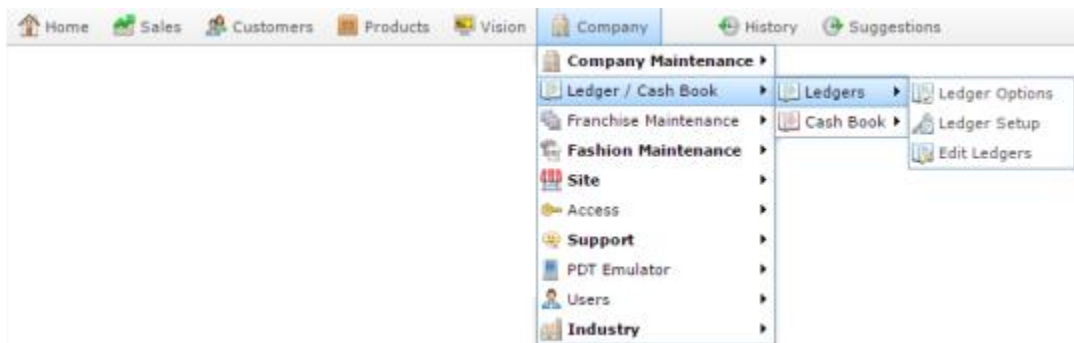 Home Sales Customers Products Vision Company History Suggestions
Company Maintenance
Ledger / Cash Book Ledgers Ledger Options
Franchise Maintenance Cash Book Ledger Setup
Fashion Maintenance Edit Ledgers
Site
Access
Support
PDT Emulator
Users
Industry